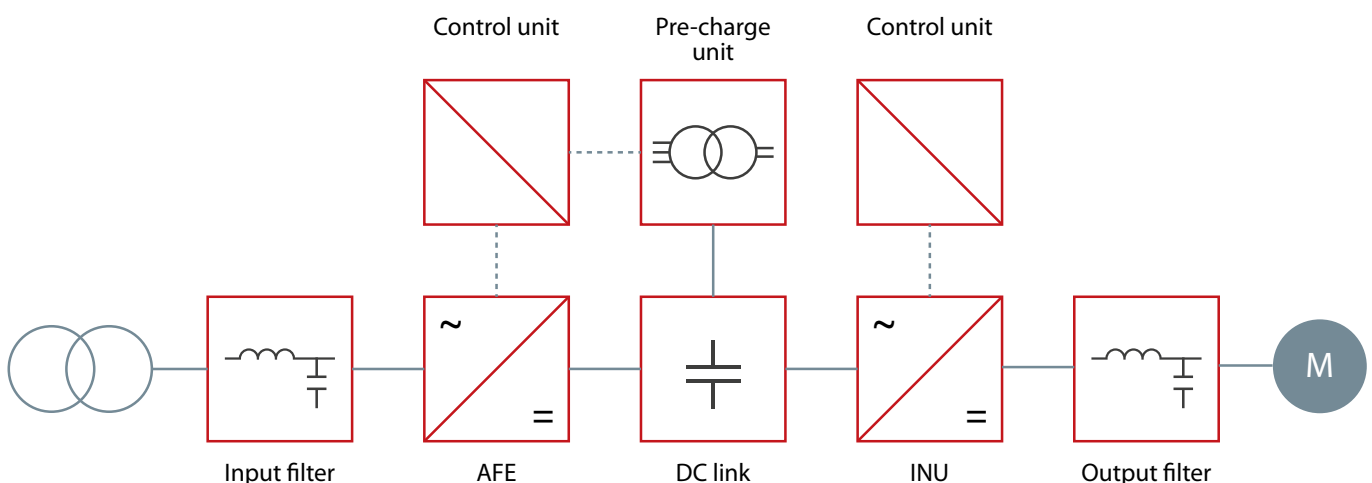 Control unit
Pre-charge
unit
Control unit
~
=
~
=
M
Input filter
AFE
DC link
INU
Output filter